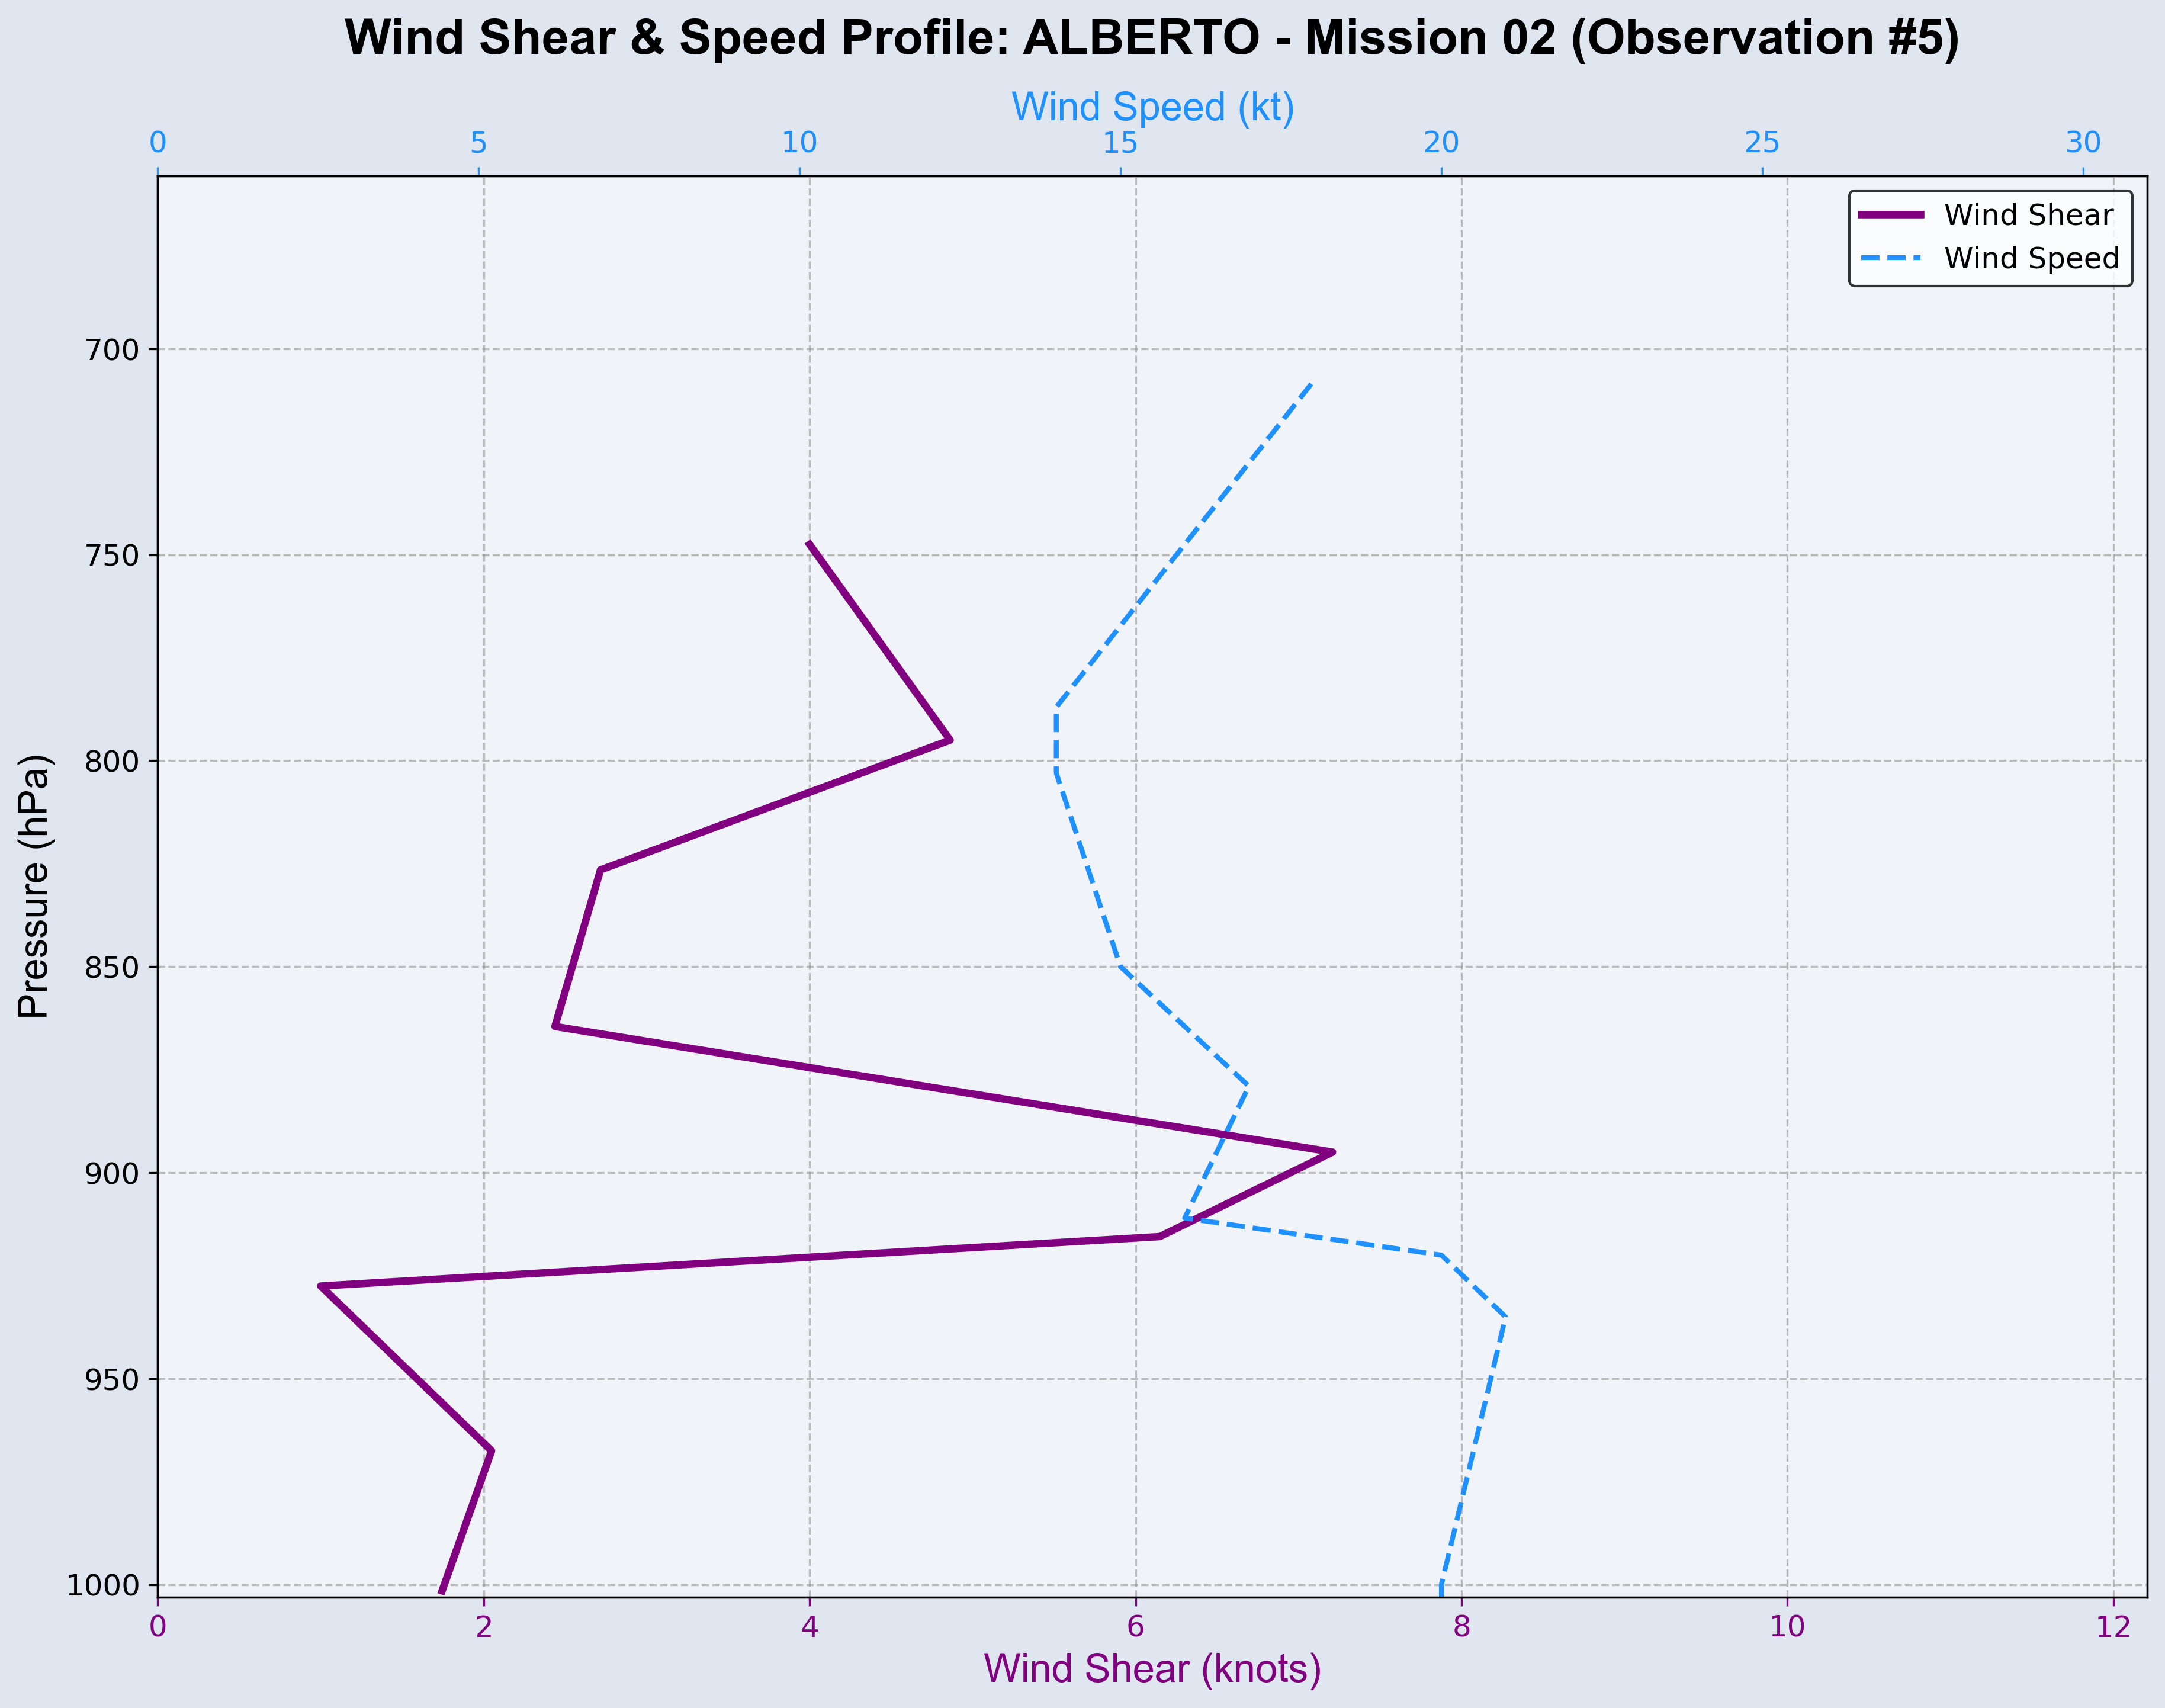 Wind Shear & Speed Profile: ALBERTO - Mission 02 (Observation #5)
Wind Speed (kt)
0 5 10 15 20 25 30
Wind Shear
Wind Speed
700
750
800
850
900
950
1000
Pressure (hPa)
0 2 4 6 8 10 12
Wind Shear (knots)